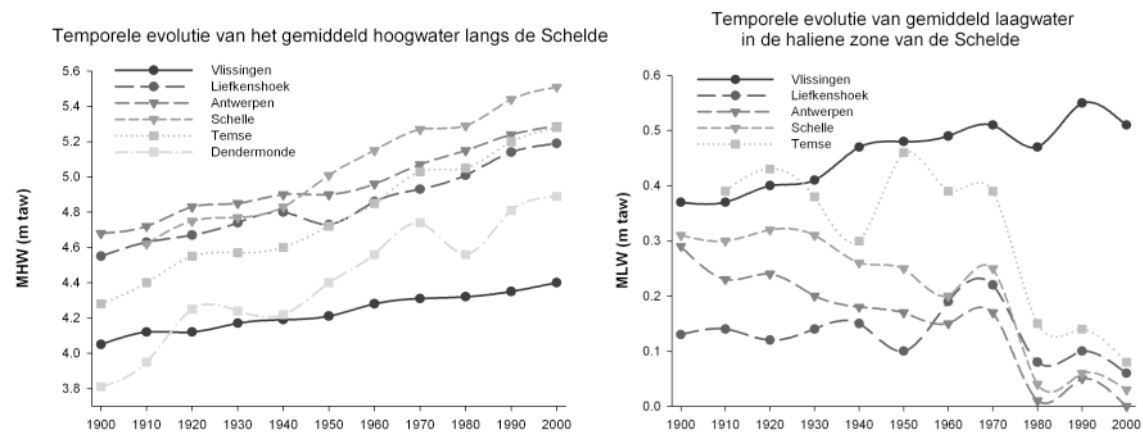 Temporele evolutie van het gemiddeld hoogwater langs de Schelde
5.6
5.4
5.2
5.0
4.8
4.6
4.4
4.2
4.0
3.8
MHW (m taw)
Vlissingen
Liefkenshoek
Antwerpen
Schelle
Temse
Dendermonde
1900 1910 1920 1930 1940 1950 1960 1970 1980 1990 2000
Temporele evolutie van gemiddeld laagwater
in de haliene zone van de Schelde
0.6
0.5
0.4
0.3
0.2
0.1
0.0
MLW (m taw)
Vlissingen
Liefkenshoek
Antwerpen
Schelle
Temse
1900 1910 1920 1930 1940 1950 1960 1970 1980 1990 2000